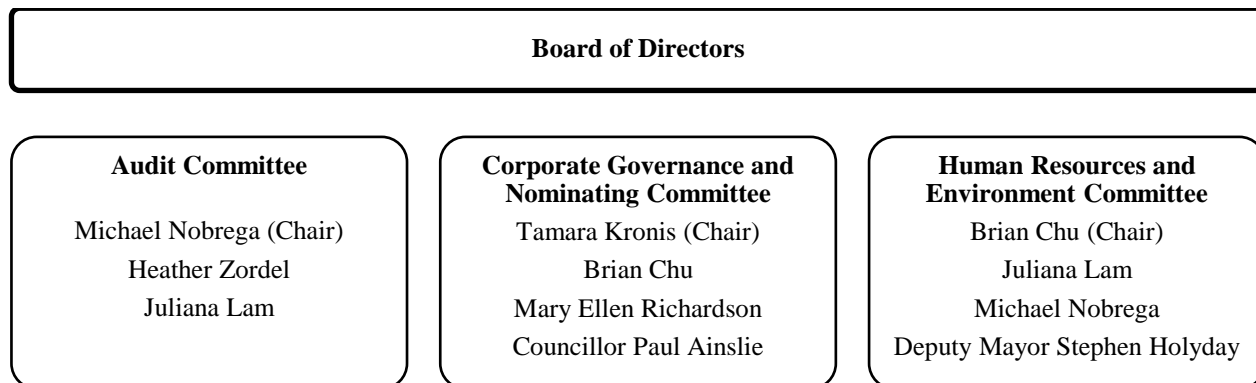 Board of Directors
Audit Committee
Michael Nobrega (Chair)
Heather Zordel
Juliana Lam
Corporate Governance and
Nominating Committee
Tamara Kronis (Chair)
Brian Chu
Mary Ellen Richardson
Councillor Paul Ainslie
Human Resources and
Environment Committee
Brian Chu (Chair)
Juliana Lam
Michael Nobrega
Deputy Mayor Stephen Holyday